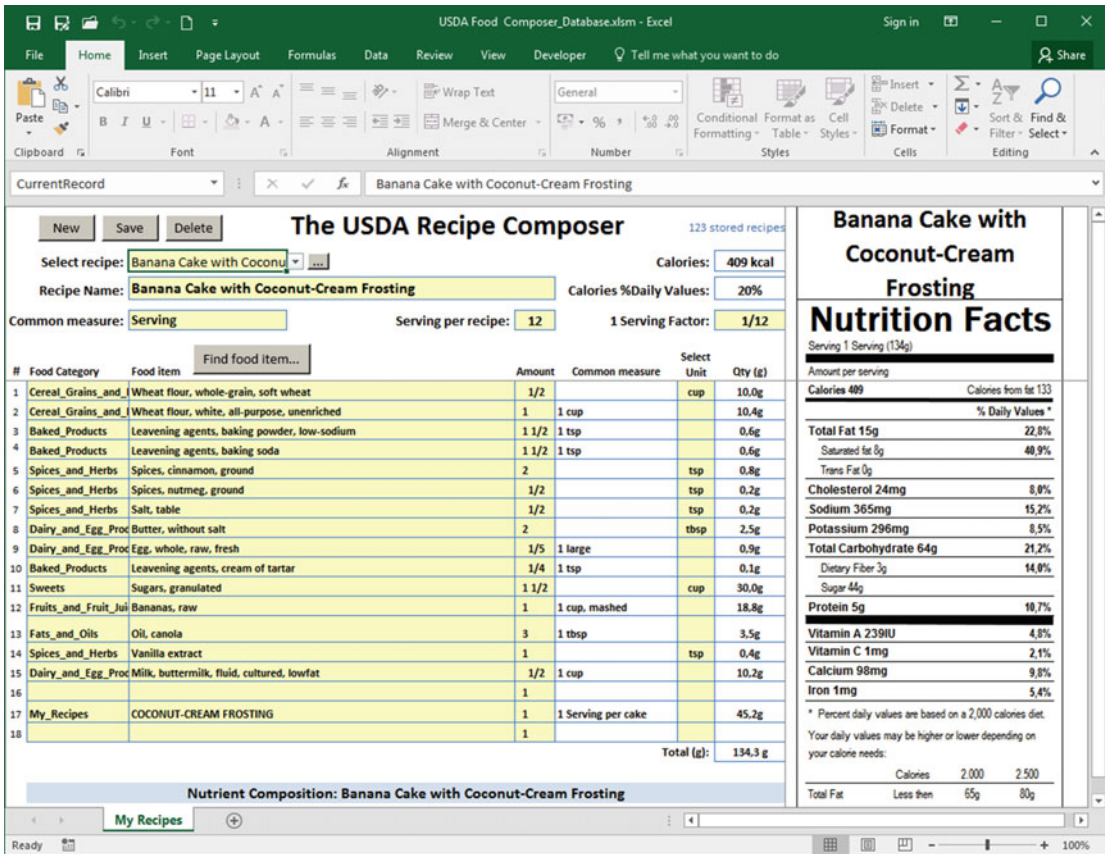 USDA Food Composer_Database.xlsm - Excel
Sign in
File Home Insert Page Layout Formulas Data Review View Developer Tell me what you want to do
Share
Paste
Calibri 11
B I U
Wrap Text
Merge & Center
General
Conditional Formatting
Format as Table
Cell Styles
Insert
Delete
Format
Sort & Filter
Find & Select
Clipboard Font Alignment Number Styles Cells Editing
CurrentRecord
fx
Banana Cake with Coconut-Cream Frosting
New Save Delete
The USDA Recipe Composer
123 stored recipes
Select recipe: Banana Cake with Coconu ...
Calories: 409 kcal
Recipe Name: Banana Cake with Coconut-Cream Frosting
Calories %Daily Values: 20%
Common measure: Serving
Serving per recipe: 12
1 Serving Factor: 1/12
Find food item...
# Food Category Food item Amount Common measure Select Unit Qty (g)
1 Cereal_Grains_and_ Wheat flour, whole-grain, soft wheat 1/2 cup 10,0g
2 Cereal_Grains_and_ Wheat flour, white, all-purpose, unenriched 1 1 cup 10,4g
3 Baked_Products Leavening agents, baking powder, low-sodium 1 1/2 1 tsp 0,6g
4 Baked_Products Leavening agents, baking soda 1 1/2 1 tsp 0,6g
5 Spices_and_Herbs Spices, cinnamon, ground 2 tsp 0,8g
6 Spices_and_Herbs Spices, nutmeg, ground 1/2 tsp 0,2g
7 Spices_and_Herbs Salt, table 1/2 tsp 0,2g
8 Dairy_and_Egg_Prod Butter, without salt 2 tbsp 2,5g
9 Dairy_and_Egg_Prod Egg, whole, raw, fresh 1/5 1 large 0,9g
10 Baked_Products Leavening agents, cream of tartar 1/4 1 tsp 0,1g
11 Sweets Sugars, granulated 1 1/2 cup 30,0g
12 Fruits_and_Fruit_Jui Bananas, raw 1 1 cup, mashed 18,8g
13 Fats_and_Oils Oil, canola 3 1 tbsp 3,5g
14 Spices_and_Herbs Vanilla extract 1 tsp 0,4g
15 Dairy_and_Egg_Prod Milk, buttermilk, fluid, cultured, lowfat 1/2 1 cup 10,2g
16 1
17 My_Recipes COCONUT-CREAM FROSTING 1 1 Serving per cake 45,2g
18 1
Total (g): 134,3 g
Nutrient Composition: Banana Cake with Coconut-Cream Frosting
Banana Cake with
Coconut-Cream
Frosting
Nutrition Facts
Serving 1 Serving (134g)
Amount per serving
Calories 409 Calories from fat 133
% Daily Values *
Total Fat 15g 22,8%
Saturated fat 8g 40,9%
Trans Fat 0g
Cholesterol 24mg 8,0%
Sodium 365mg 15,2%
Potassium 296mg 8,5%
Total Carbohydrate 64g 21,2%
Dietary Fiber 3g 14,0%
Sugar 44g
Protein 5g 10,7%
Vitamin A 239IU 4,8%
Vitamin C 1mg 2,1%
Calcium 98mg 9,8%
Iron 1mg 5,4%
* Percent daily values are based on a 2,000 calories diet.
Your daily values may be higher or lower depending on
your calorie needs:
Calories 2.000 2.500
Total Fat Less then 65g 80g
My Recipes
Ready
100%